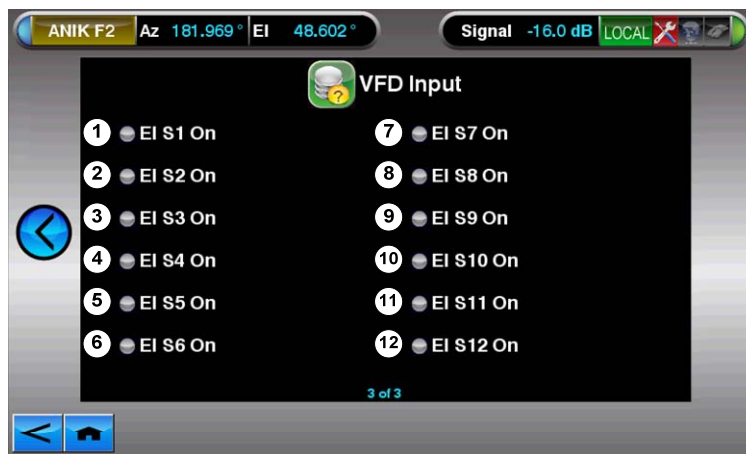 ANIK F2 Az 181.969° El 48.602° Signal -16.0 dB LOCAL
VFD Input
1 El S1 On
2 El S2 On
3 El S3 On
4 El S4 On
5 El S5 On
6 El S6 On
7 El S7 On
8 El S8 On
9 El S9 On
10 El S10 On
11 El S11 On
12 El S12 On
3 of 3